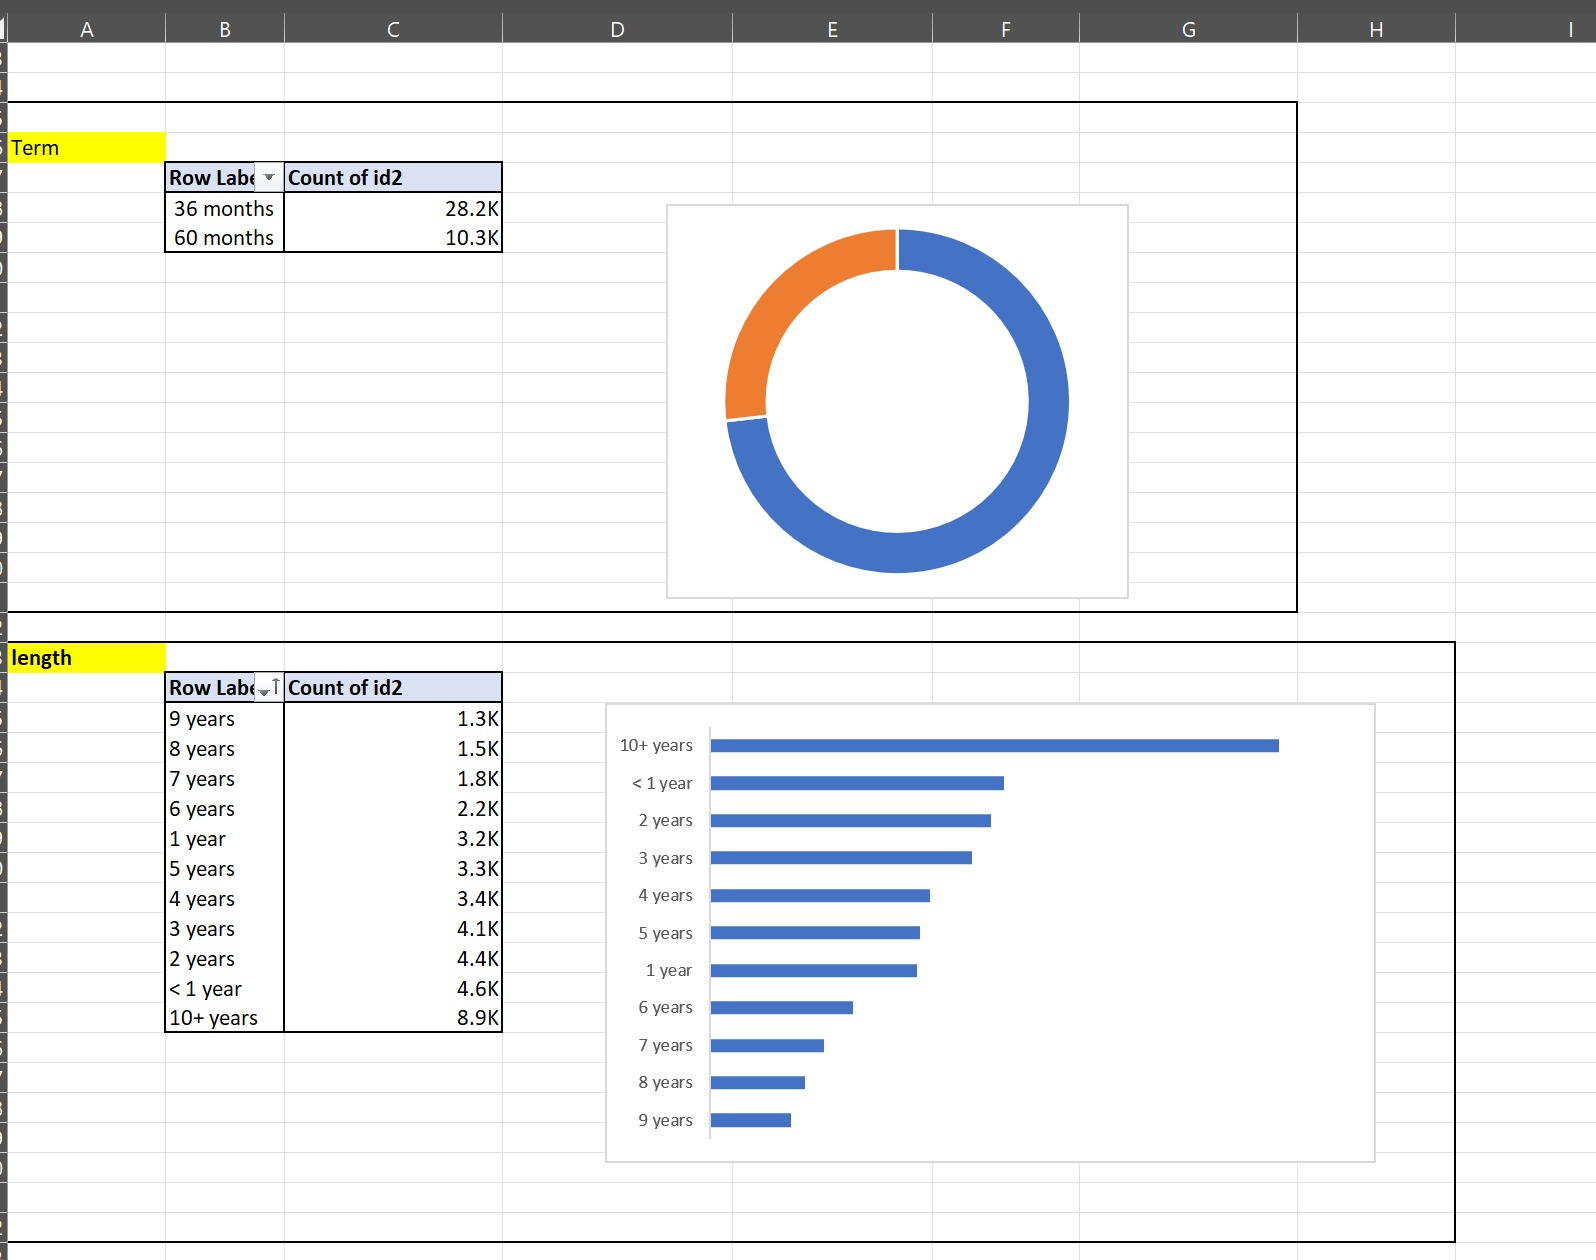 A B C D E F G H I
Term
Row Labe Count of id2
36 months 28.2K
60 months 10.3K
length
Row Labe Count of id2
9 years 1.3K
8 years 1.5K
7 years 1.8K
6 years 2.2K
1 year 3.2K
5 years 3.3K
4 years 3.4K
3 years 4.1K
2 years 4.4K
< 1 year 4.6K
10+ years 8.9K
10+ years
< 1 year
2 years
3 years
4 years
5 years
1 year
6 years
7 years
8 years
9 years